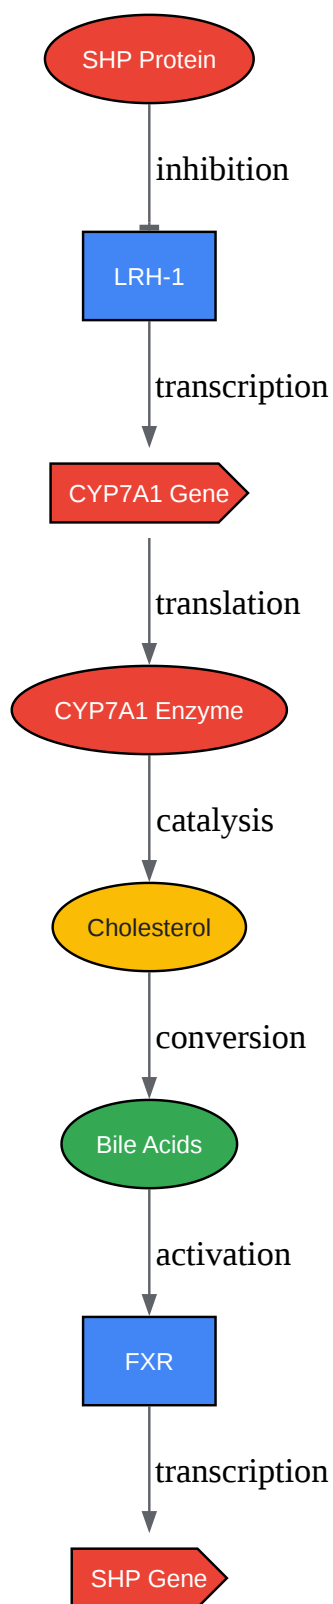 SHP Protein
inhibition
LRH-1
transcription
CYP7A1 Gene
translation
CYP7A1 Enzyme
catalysis
Cholesterol
conversion
Bile Acids
activation
FXR
transcription
SHP Gene